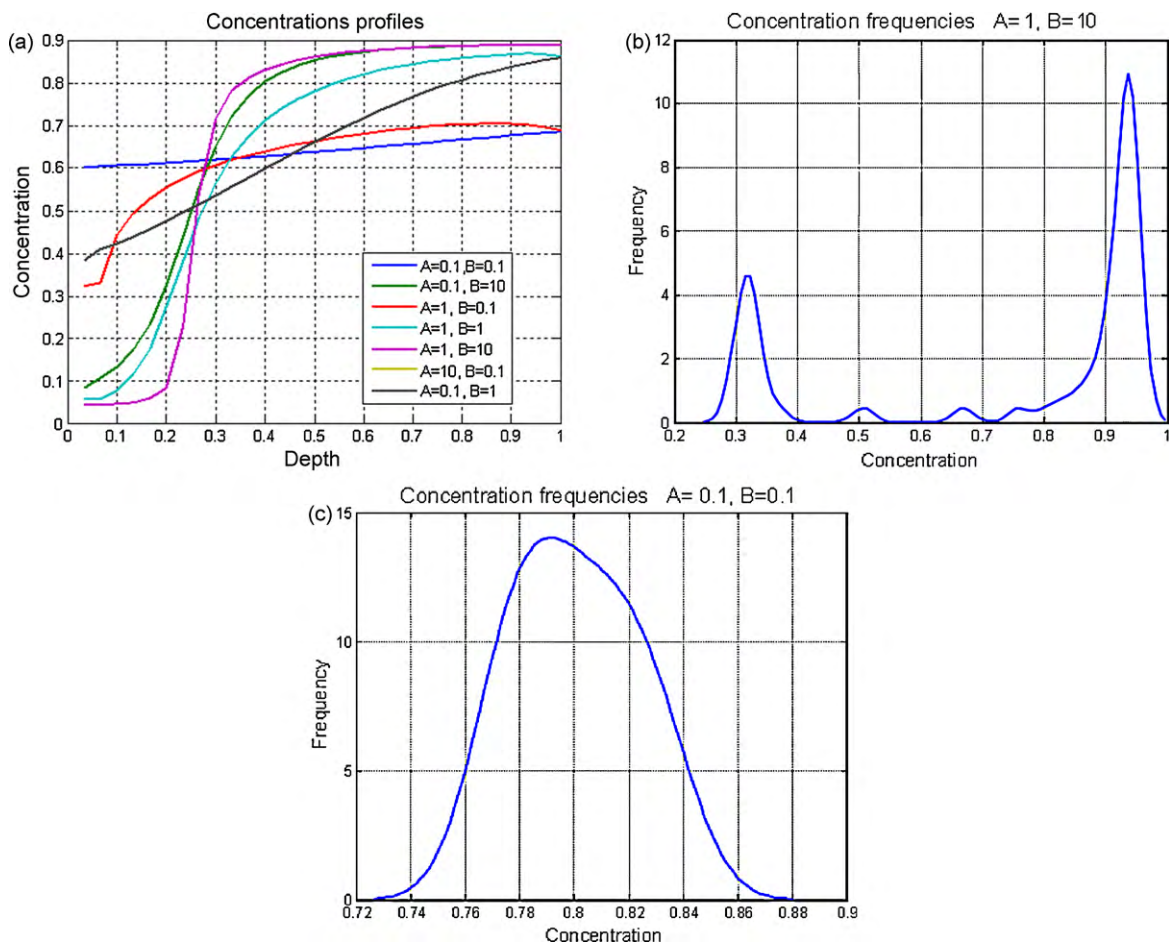 Concentrations profiles
(a)
0.9
0.8
0.7
0.6
0.5
0.4
0.3
0.2
0.1
0
Concentration
0 0.1 0.2 0.3 0.4 0.5 0.6 0.7 0.8 0.9 1
Depth
A=0.1,B=0.1
A=0.1, B=10
A=1, B=0.1
A=1, B=1
A=1, B=10
A=10, B=0.1
A=0.1, B=1
Concentration frequencies A= 1, B=10
(b)
12
10
8
6
4
2
0
Frequency
0.2 0.3 0.4 0.5 0.6 0.7 0.8 0.9 1
Concentration
Concentration frequencies A= 0.1, B=0.1
(c)
15
10
5
0
Frequency
0.72 0.74 0.76 0.78 0.8 0.82 0.84 0.86 0.88 0.9
Concentration